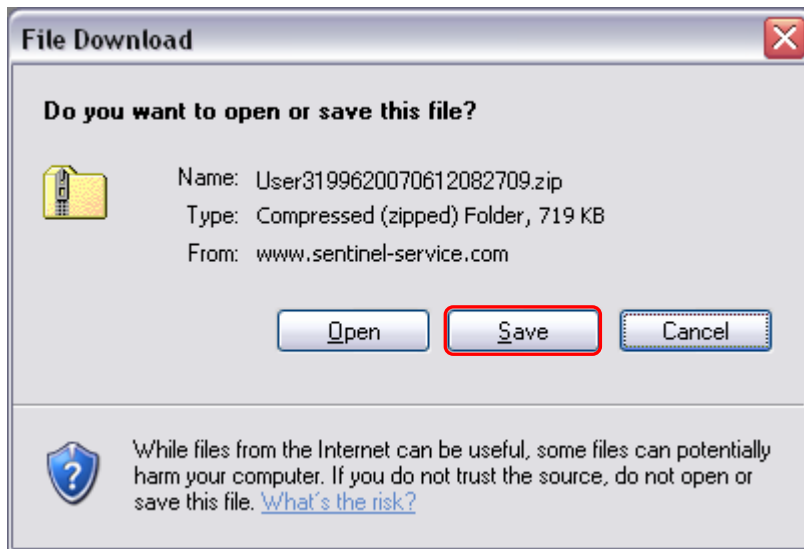 File Download
Do you want to open or save this file?
Name: User3199620070612082709.zip
Type: Compressed (zipped) Folder, 719 KB
From: www.sentinel-service.com
Open Save Cancel
While files from the Internet can be useful, some files can potentially
harm your computer. If you do not trust the source, do not open or
save this file. What's the risk?